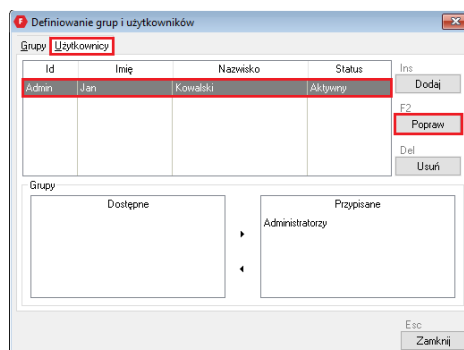 Definiowanie grup i użytkowników
Grupy Użytkownicy
Id Imię Nazwisko Status
Admin Jan Kowalski Aktywny
Ins
Dodaj
F2
Popraw
Del
Usuń
Grupy
Dostępne Przypisane
Administratorzy
Esc
Zamknij